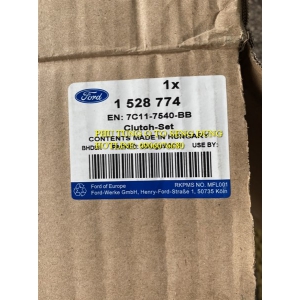 1x
Ford
1 528 774
EN: 7C11-7540-BB
Clutch-Set
CONTENTS MADE IN HUNGARY
BHDU USE BY:
Ford of Europe
RKPMS NO. MFL001
Ford-Werke GmbH, Henry-Ford-Straße 1, 50735 Köln